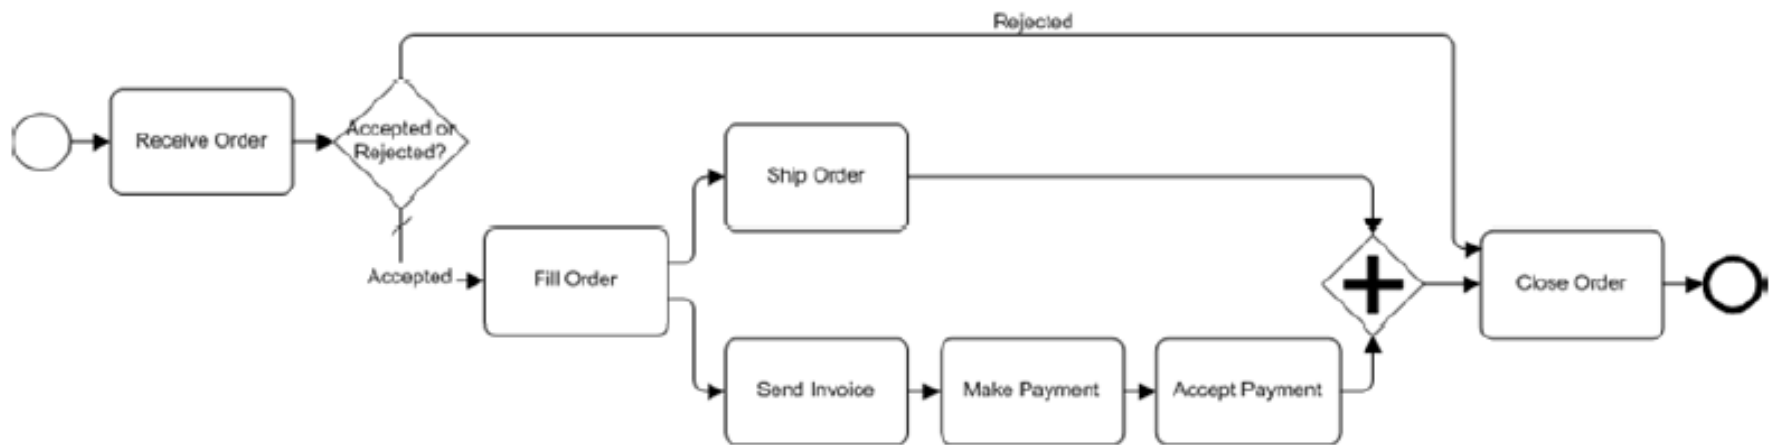 Rejected
Receive Order
Accepted or
Rejected?
Ship Order
Accepted
Fill Order
Close Order
Send Invoice
Make Payment
Accept Payment